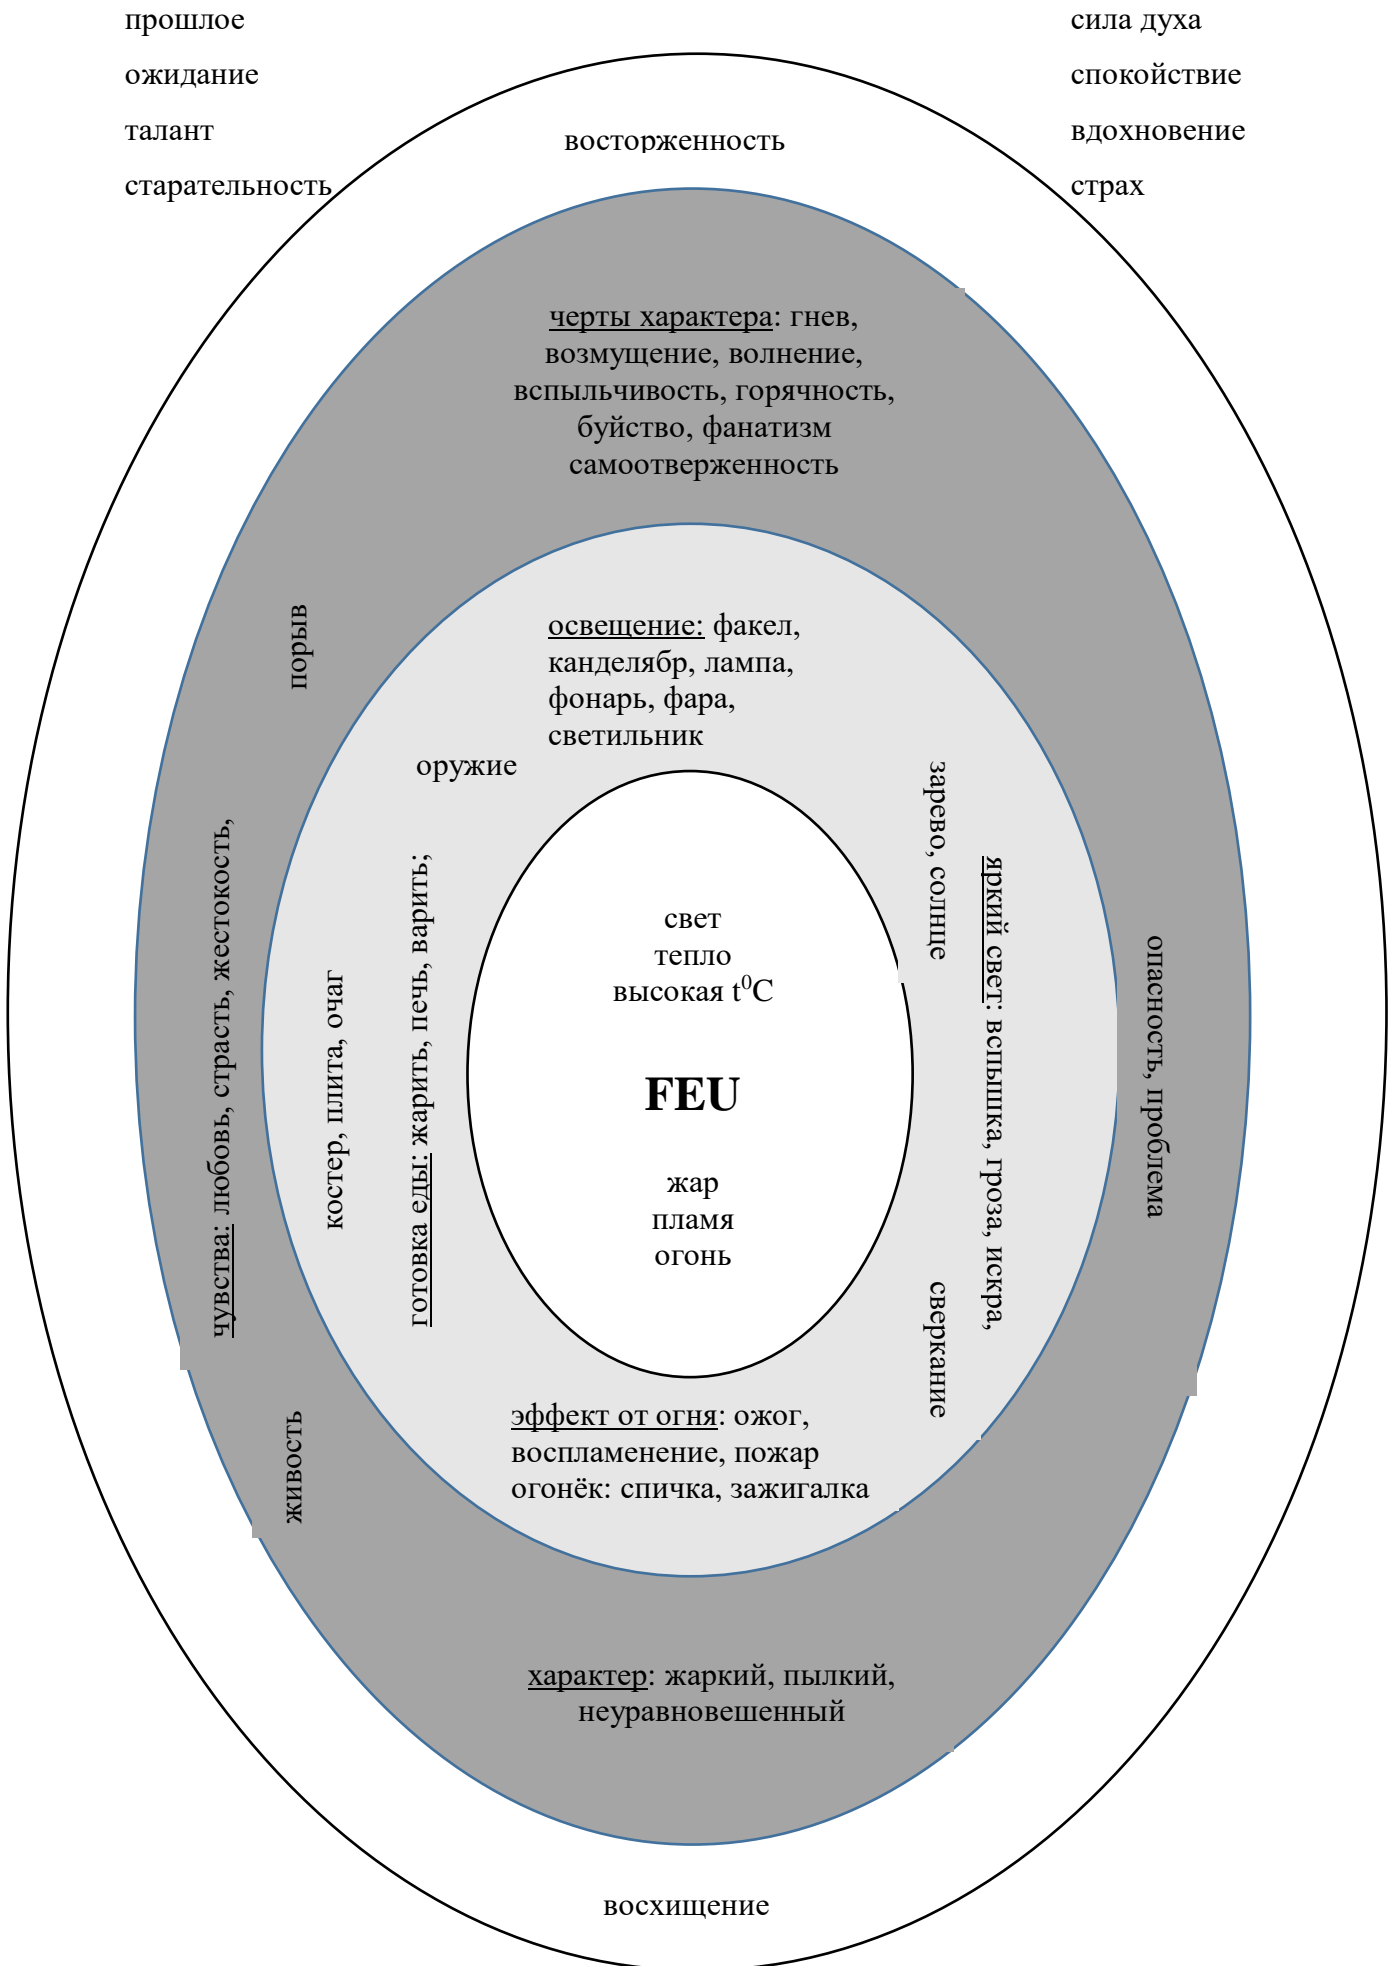 прошлое
ожидание
талант
старательность
сила духа
спокойствие
вдохновение
страх
восторженность
черты характера: гнев,
возмущение, волнение,
вспыльчивость, горячность,
буйство, фанатизм
самоотверженность
порыв
чувства: любовь, страсть, жестокость,
живость
освещение: факел,
канделябр, лампа,
фонарь, фара,
светильник
оружие
костер, плита, очаг
готовка еды: жарить, печь, варить;
свет
тепло
высокая t⁰C
FEU
жар
пламя
огонь
зарево, солнце
яркий свет: вспышка, гроза, искра,
сверкание
опасность, проблема
эффект от огня: ожог,
воспламенение, пожар
огонёк: спичка, зажигалка
характер: жаркий, пылкий,
неуравновешенный
восхищение